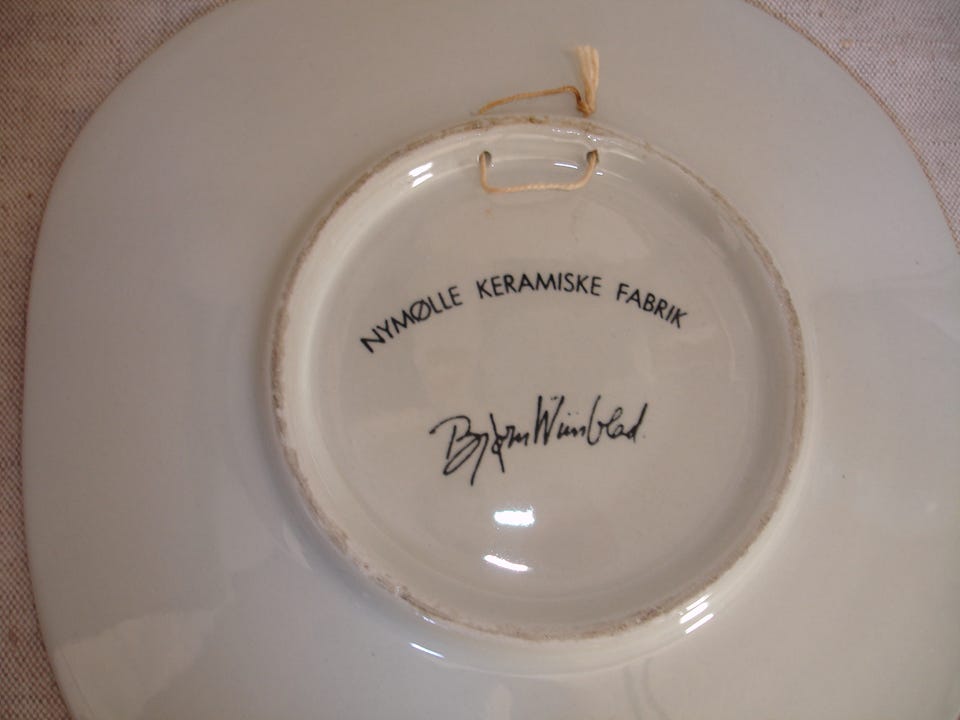 NYMØLLE KERAMISKE FABRIK
Bjørn Wiinblad.